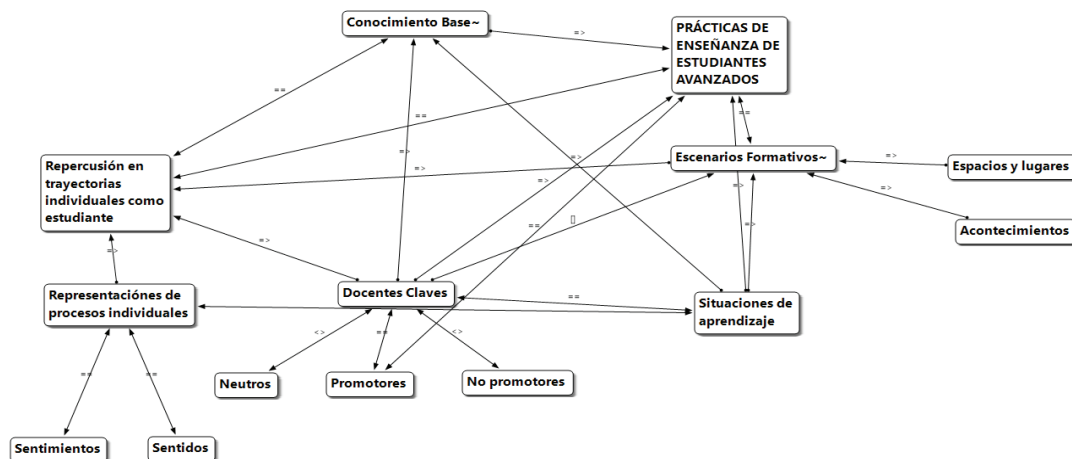 Conocimiento Base~
PRÁCTICAS DE
ENSEÑANZA DE
ESTUDIANTES
AVANZADOS
=>
==
==
==
=>
=>
=>
Escenarios Formativos~
=>
Espacios y lugares
Repercusión en
trayectorias
individuales como
estudiante
=>
=>
=>
Acontecimientos
=>
==
=>
=>
Representaciónes de
procesos individuales
Docentes Claves
==
Situaciones de
aprendizaje
<>
==
<>
==
==
Neutros
Promotores
No promotores
Sentimientos
Sentidos